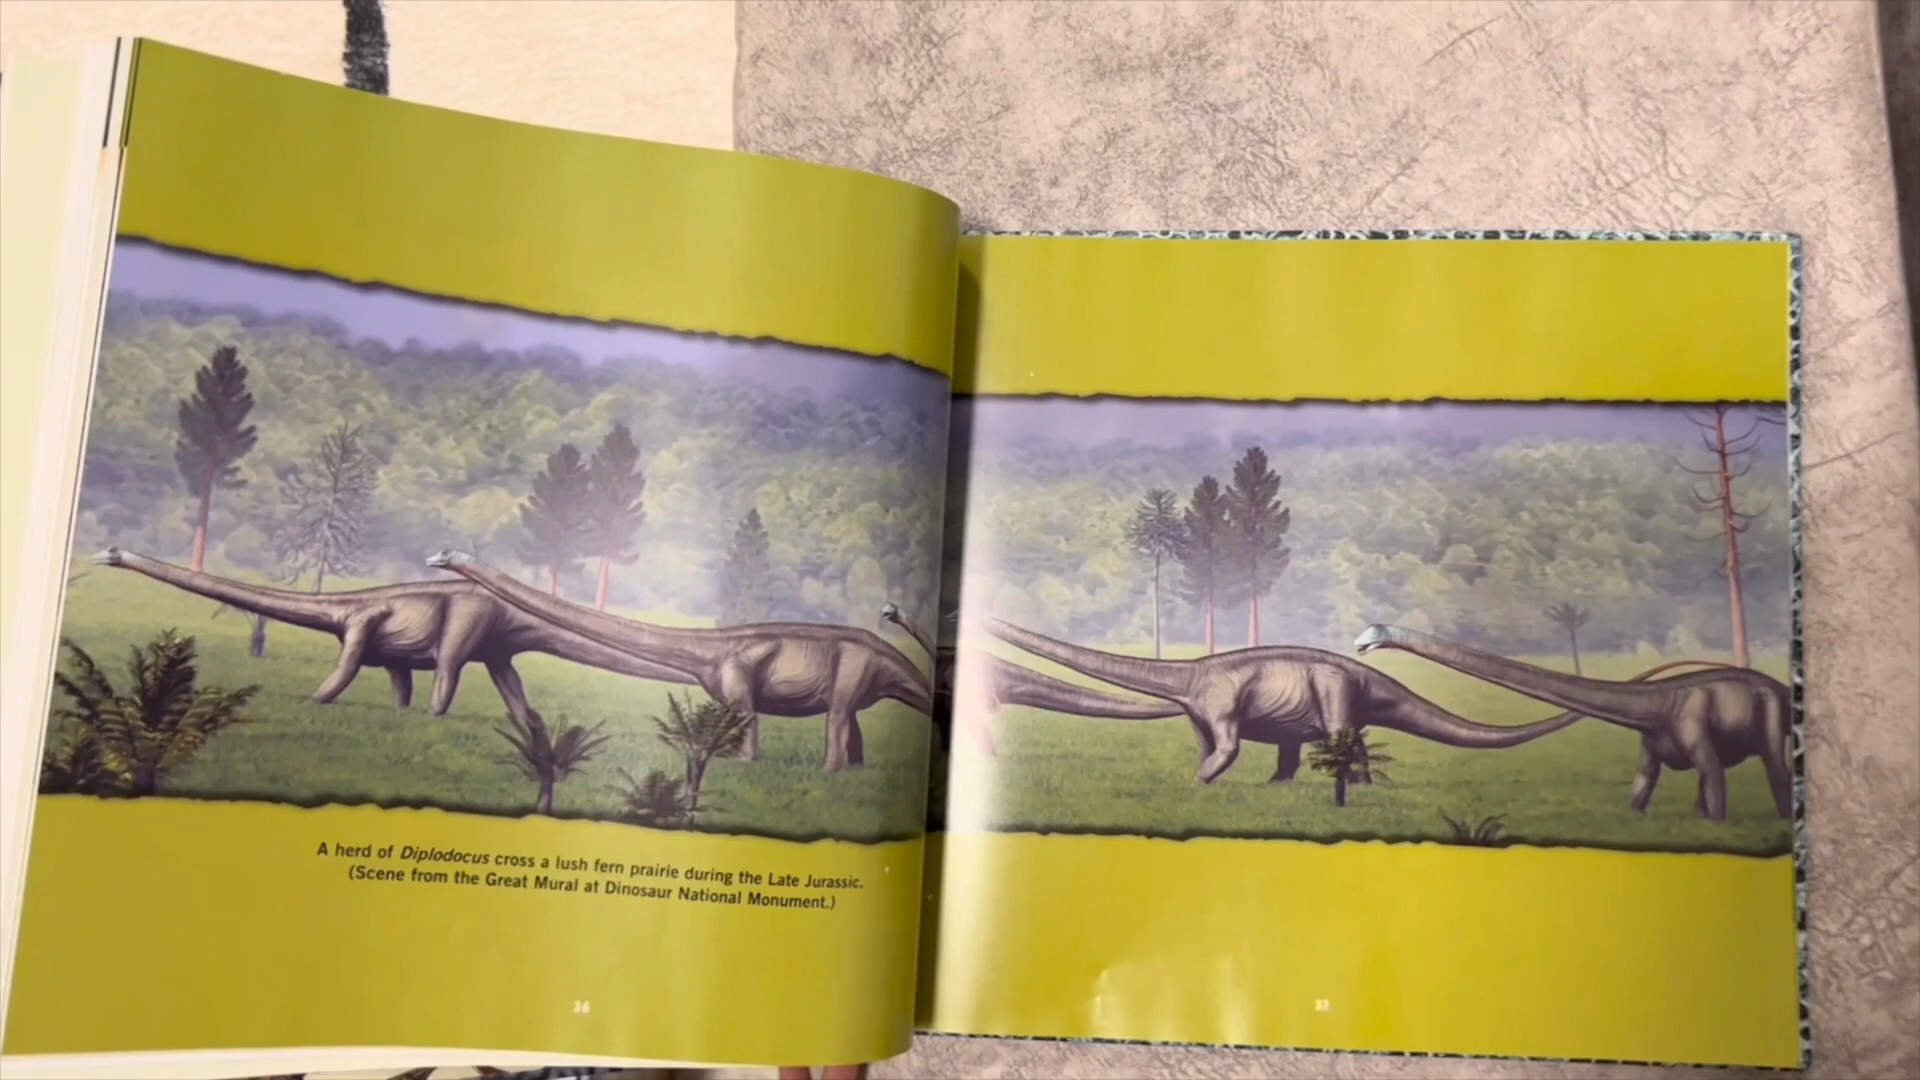 A herd of Diplodocus cross a lush fern prairie during the Late Jurassic.
(Scene from the Great Mural at Dinosaur National Monument.)
36
37